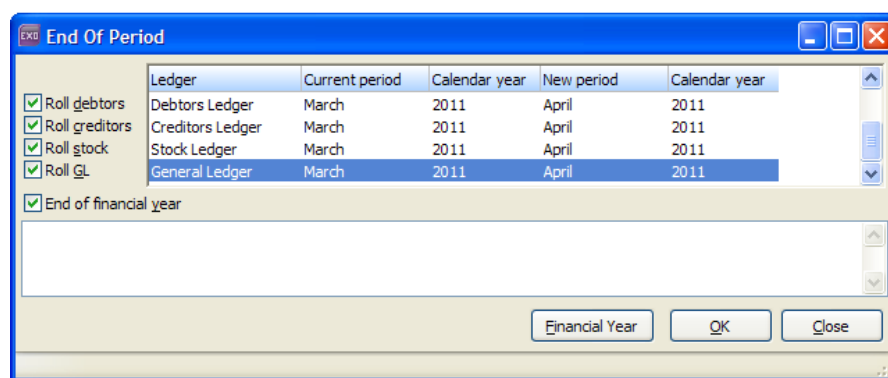 EXO End Of Period
Ledger Current period Calendar year New period Calendar year
Roll debtors Debtors Ledger March 2011 April 2011
Roll creditors Creditors Ledger March 2011 April 2011
Roll stock Stock Ledger March 2011 April 2011
Roll GL General Ledger March 2011 April 2011
End of financial year
Financial Year OK Close